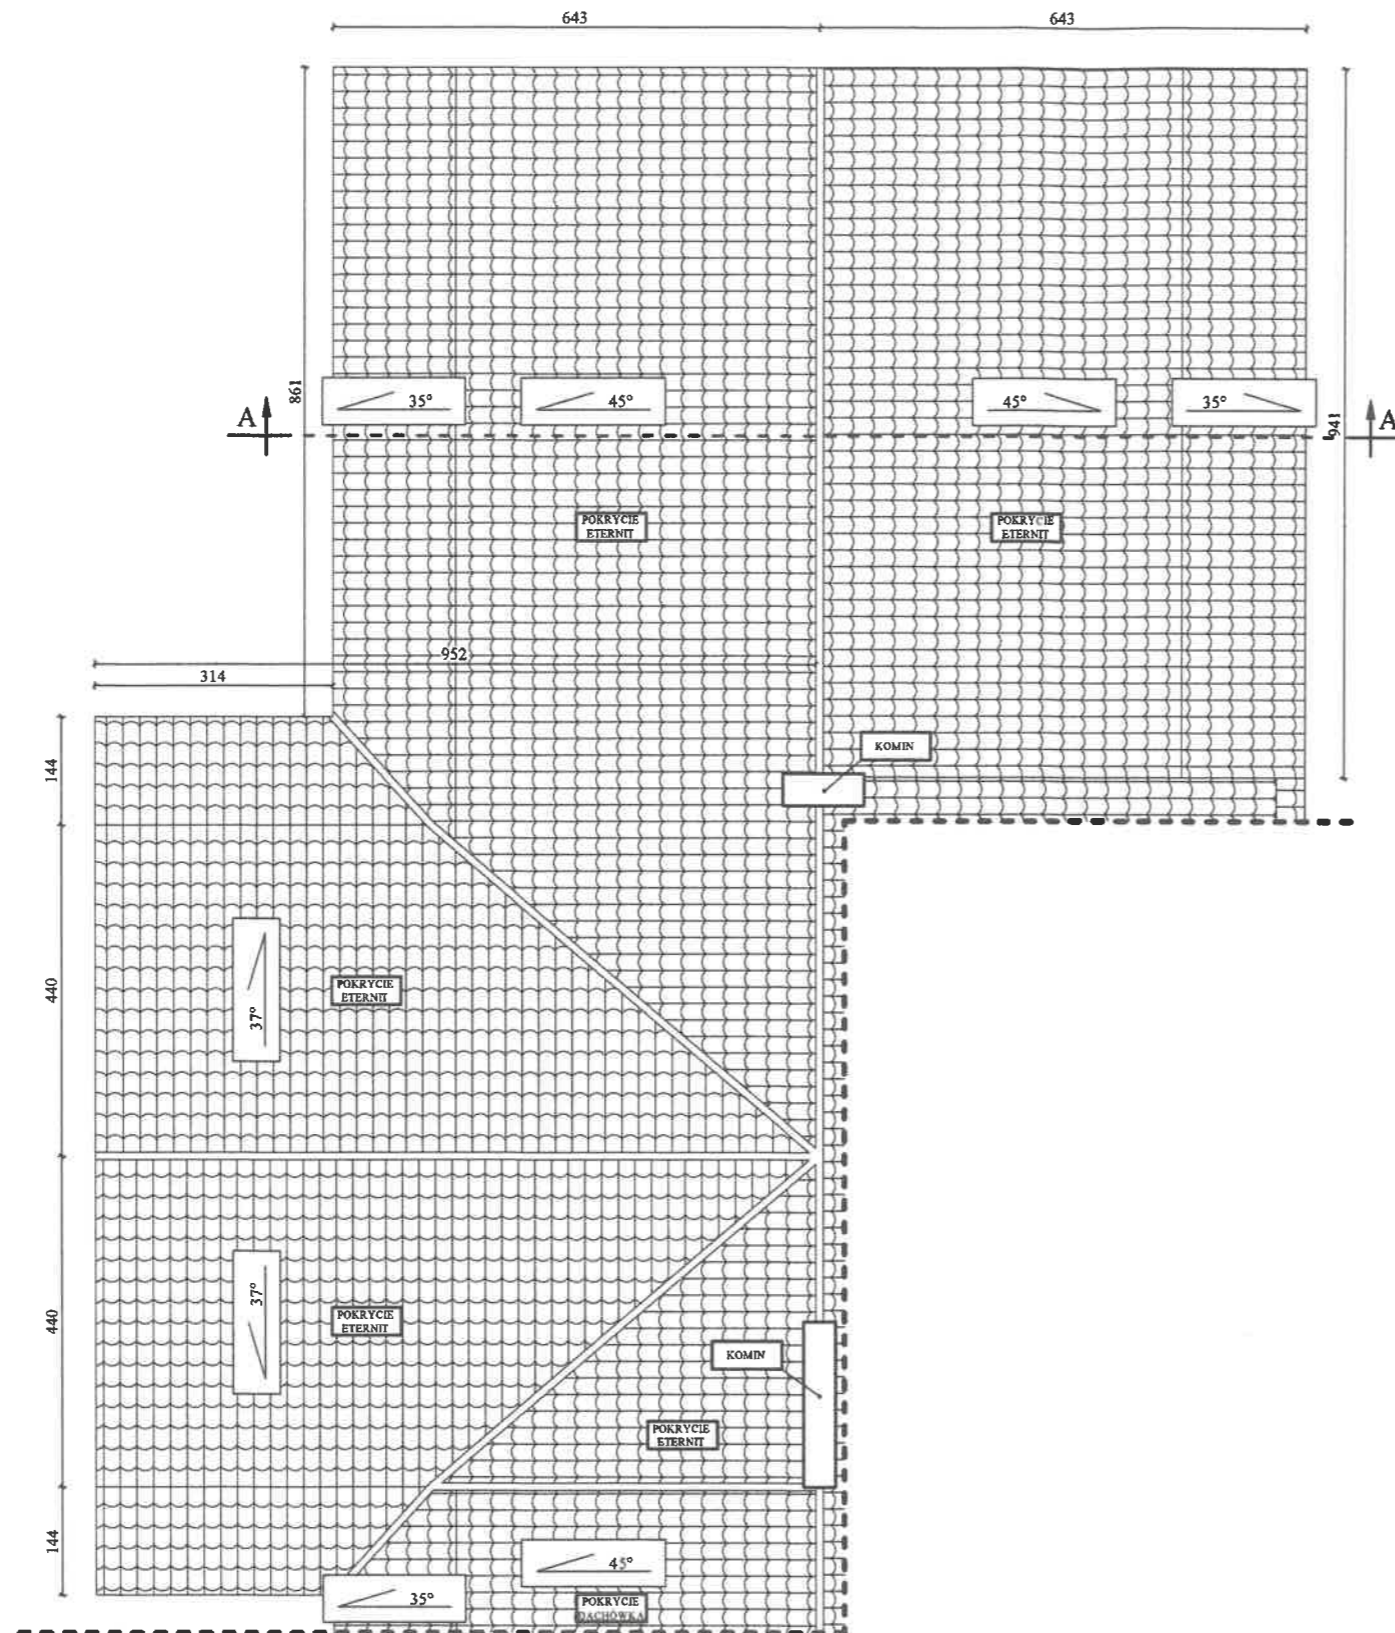 643
643
861
35°
45°
45°
35°
A
A
941
POKRYCIE
ETERNIT
POKRYCIE
ETERNIT
952
314
KOMIN
144
440
POKRYCIE
ETERNIT
37°
37°
POKRYCIE
ETERNIT
440
KOMIN
POKRYCIE
ETERNIT
144
45°
35°
POKRYCIE
DACHÓWKA